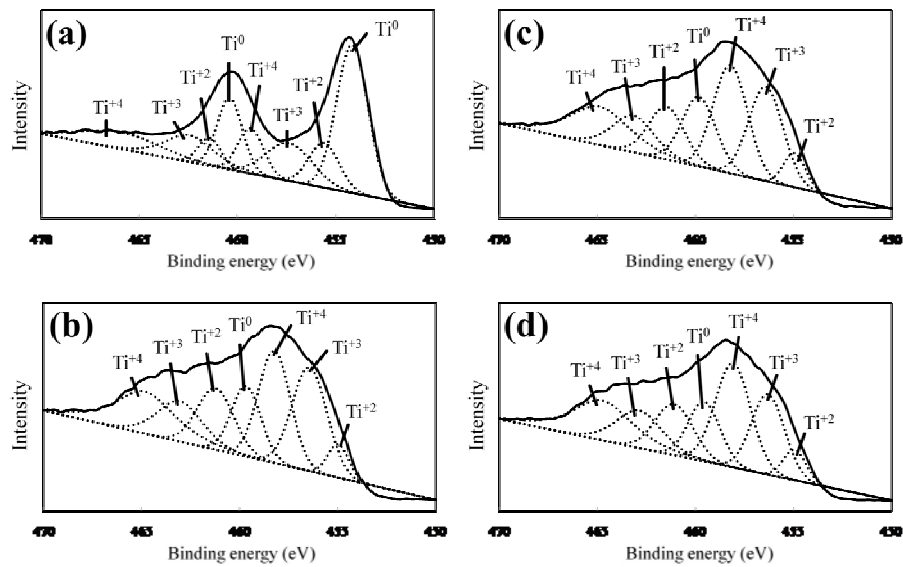 (a)
Ti⁰
Ti⁰
Ti⁺²
Ti⁺⁴
Ti⁺²
Ti⁺⁴
Ti⁺³
Ti⁺³
Intensity
470 465 460 455 450
Binding energy (eV)
(b)
Ti⁺⁴
Ti⁰
Ti⁺²
Ti⁺³
Ti⁺³
Ti⁺⁴
Ti⁺²
Intensity
470 465 460 455 450
Binding energy (eV)
(c)
Ti⁺⁴
Ti⁰
Ti⁺²
Ti⁺³
Ti⁺³
Ti⁺⁴
Ti⁺²
Intensity
470 465 460 455 450
Binding energy (eV)
(d)
Ti⁺⁴
Ti⁰
Ti⁺²
Ti⁺³
Ti⁺³
Ti⁺⁴
Ti⁺²
Intensity
470 465 460 455 450
Binding energy (eV)